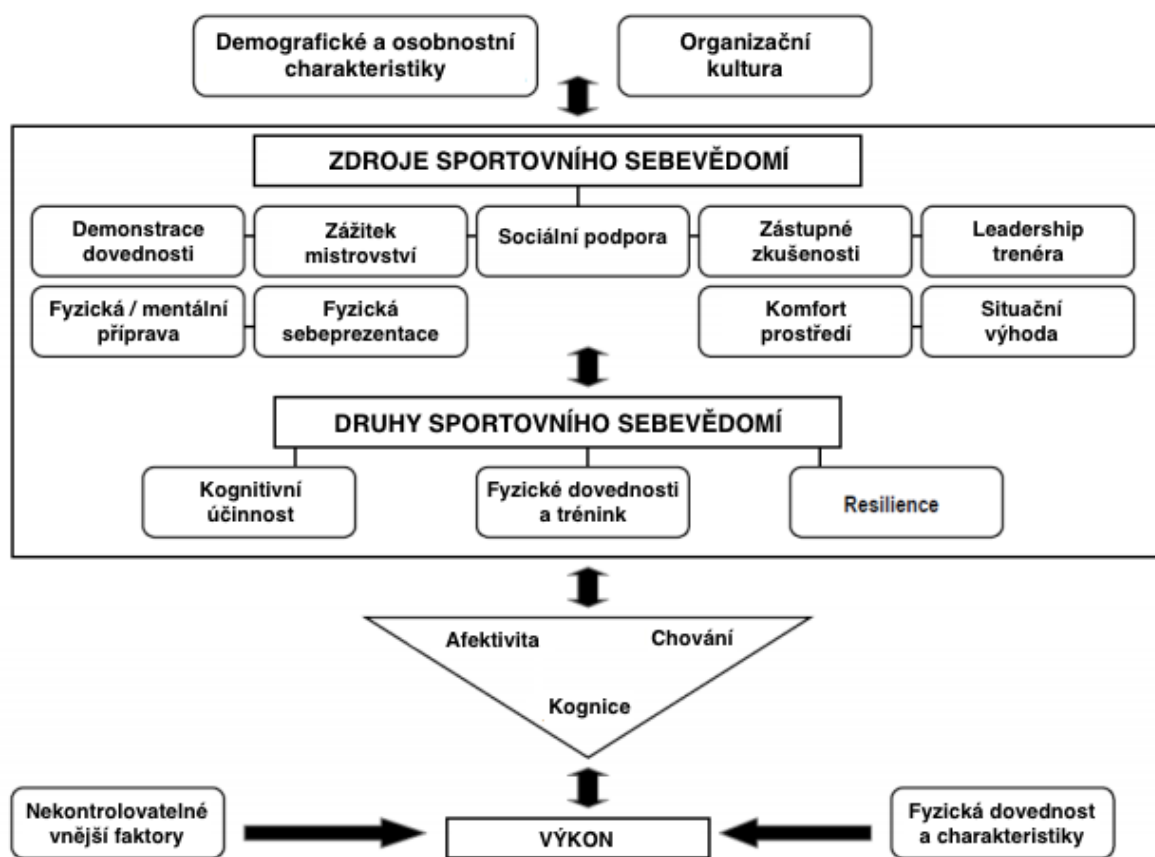 Demografické a osobnostní
charakteristiky
Organizační
kultura
ZDROJE SPORTOVNÍHO SEBEVĚDOMÍ
Demonstrace
dovednosti
Zážitek
mistrovství
Sociální podpora
Zástupné
zkušenosti
Leadership
trenéra
Fyzická / mentální
příprava
Fyzická
sebeprezentace
Komfort
prostředí
Situační
výhoda
DRUHY SPORTOVNÍHO SEBEVĚDOMÍ
Kognitivní
účinnost
Fyzické dovednosti
a trénink
Resilience
Afektivita
Chování
Kognice
Nekontrolovatelné
vnější faktory
VÝKON
Fyzická dovednost
a charakteristiky